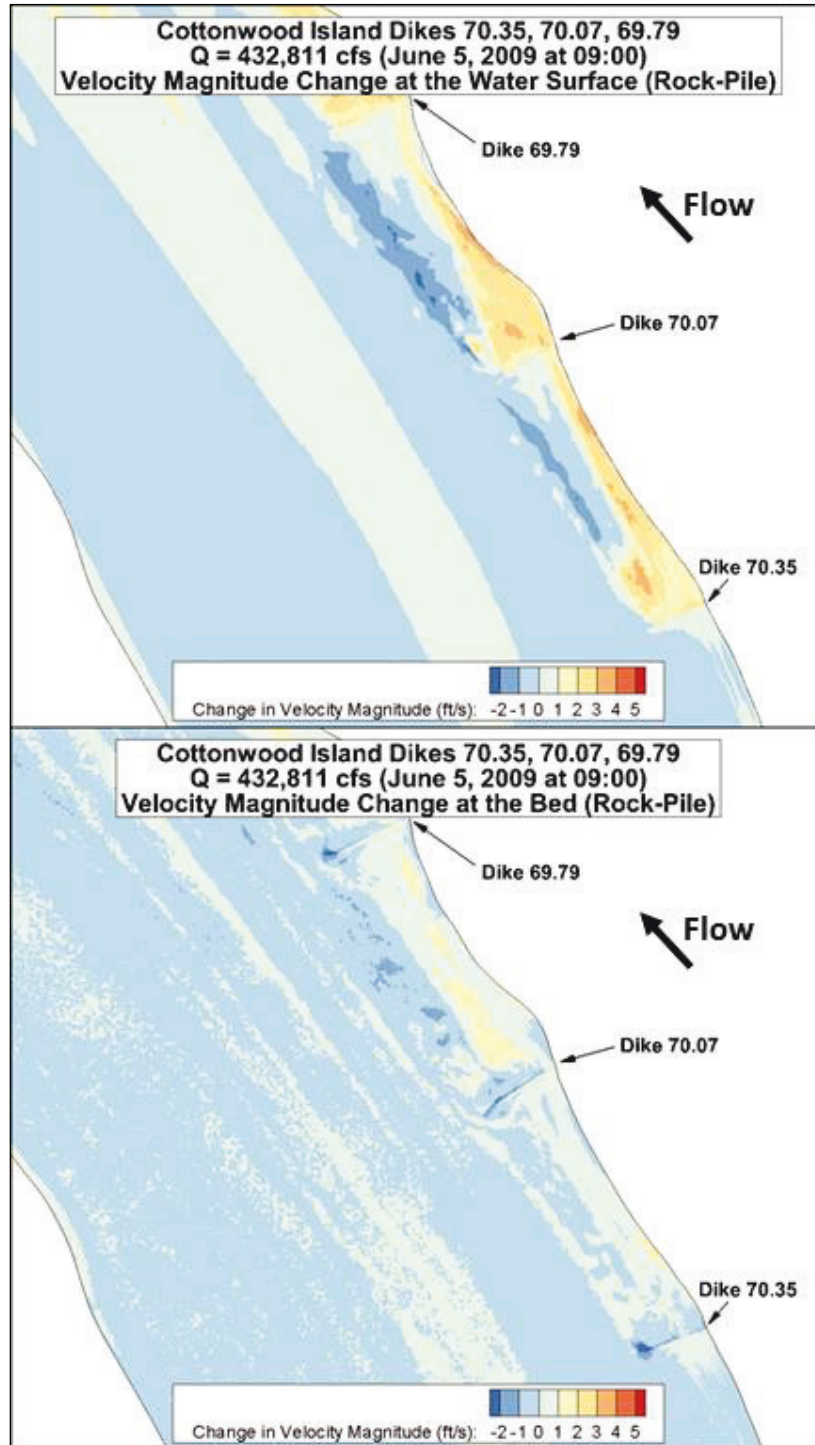 Cottonwood Island Dikes 70.35, 70.07, 69.79
Q = 432,811 cfs (June 5, 2009 at 09:00)
Velocity Magnitude Change at the Water Surface (Rock-Pile)
Dike 69.79
Flow
Dike 70.07
Dike 70.35
Change in Velocity Magnitude (ft/s): -2 -1 0 1 2 3 4 5
Cottonwood Island Dikes 70.35, 70.07, 69.79
Q = 432,811 cfs (June 5, 2009 at 09:00)
Velocity Magnitude Change at the Bed (Rock-Pile)
Dike 69.79
Flow
Dike 70.07
Dike 70.35
Change in Velocity Magnitude (ft/s): -2 -1 0 1 2 3 4 5